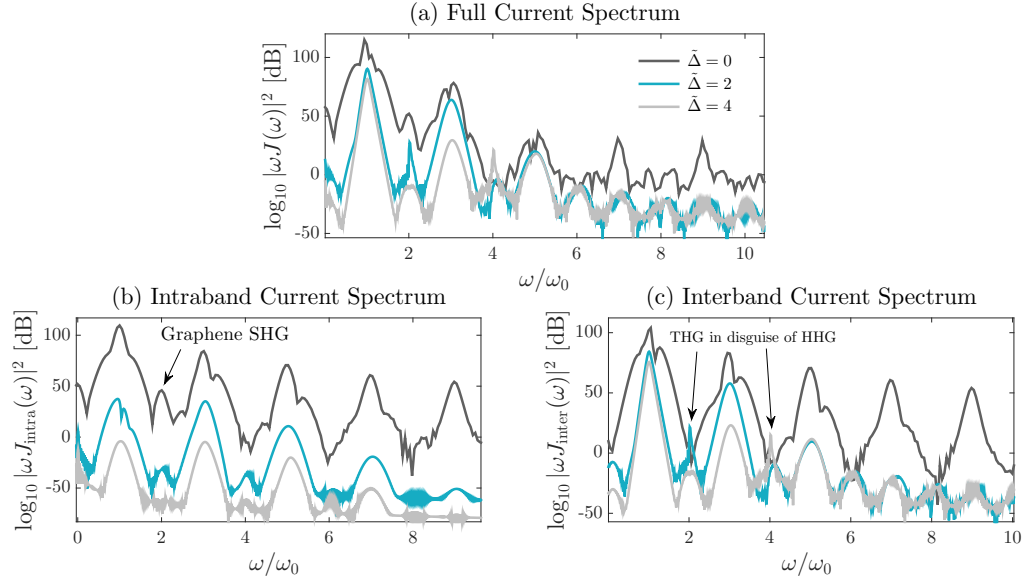 (a) Full Current Spectrum
log₁₀ |ωJ(ω)|² [dB]
100
50
0
-50
Δ̃ = 0
Δ̃ = 2
Δ̃ = 4
2 4 6 8 10
ω/ω₀
(b) Intraband Current Spectrum
log₁₀ |ωJ_intra(ω)|² [dB]
100
50
0
-50
Graphene SHG
0 2 4 6 8
ω/ω₀
(c) Interband Current Spectrum
log₁₀ |ωJ_Inter(ω)|² [dB]
100
50
0
-50
THG in disguise of HHG
2 4 6 8 10
ω/ω₀